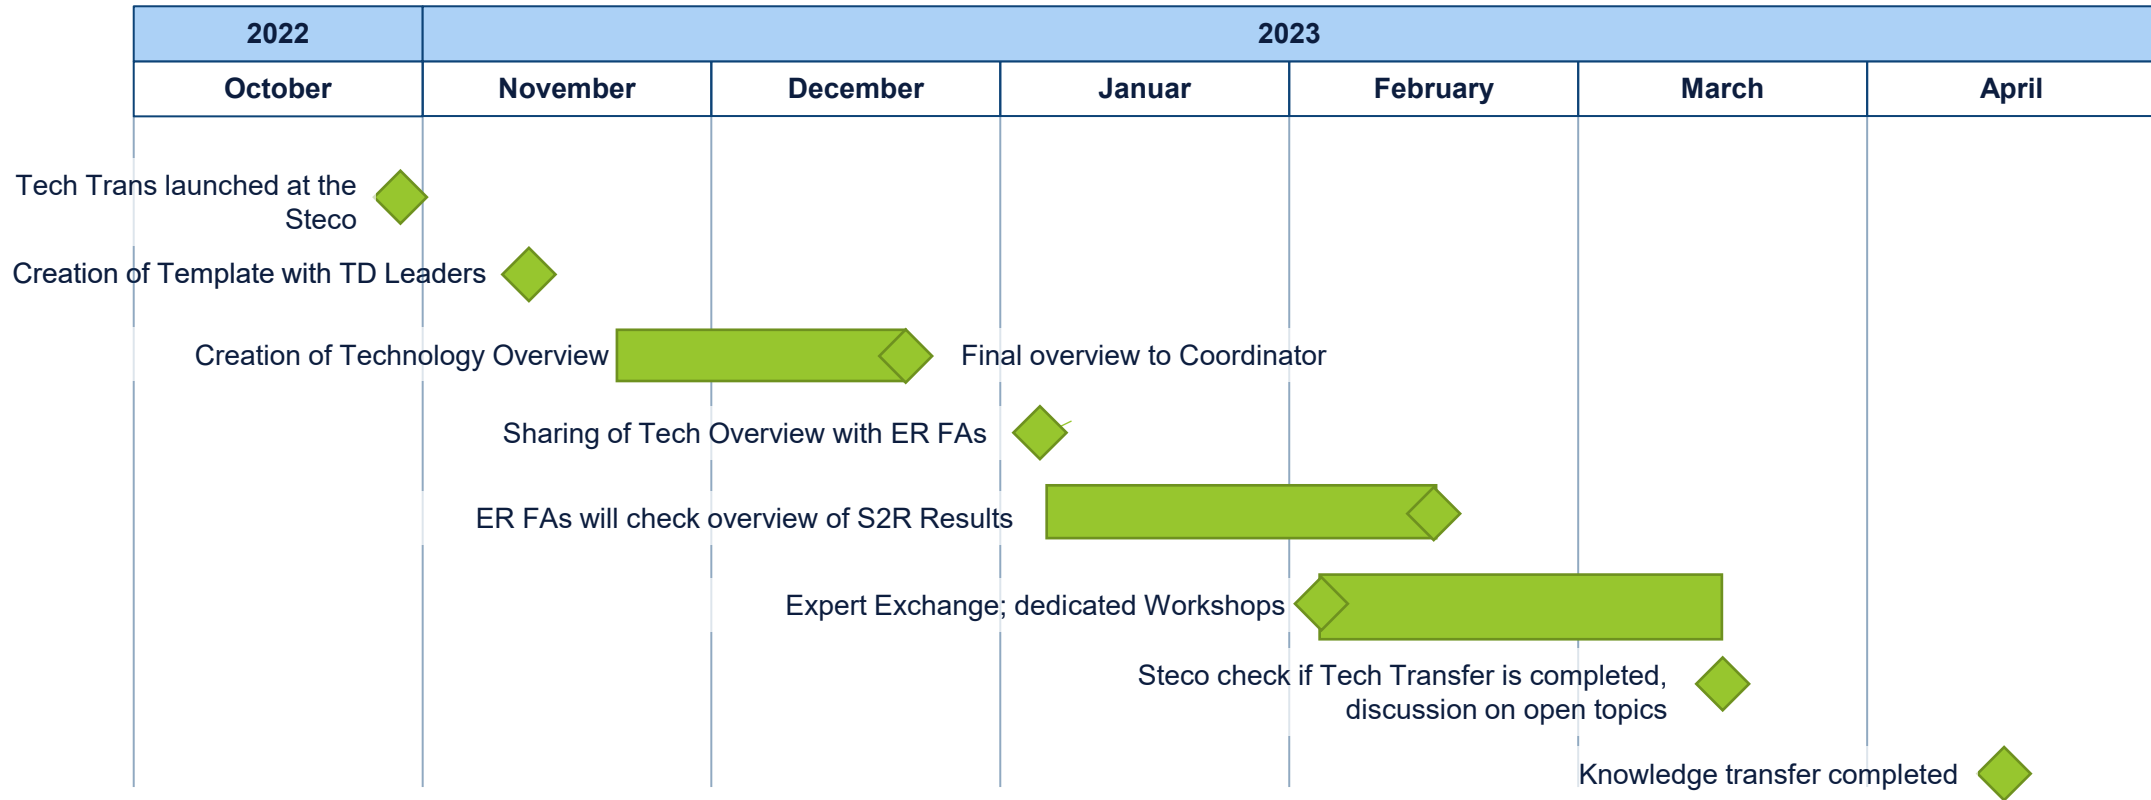 2022
2023
October
November
December
Januar
February
March
April
Tech Trans launched at the
Steco
Creation of Template with TD Leaders
Creation of Technology Overview
Final overview to Coordinator
Sharing of Tech Overview with ER FAs
ER FAs will check overview of S2R Results
Expert Exchange; dedicated Workshops
Steco check if Tech Transfer is completed,
discussion on open topics
Knowledge transfer completed